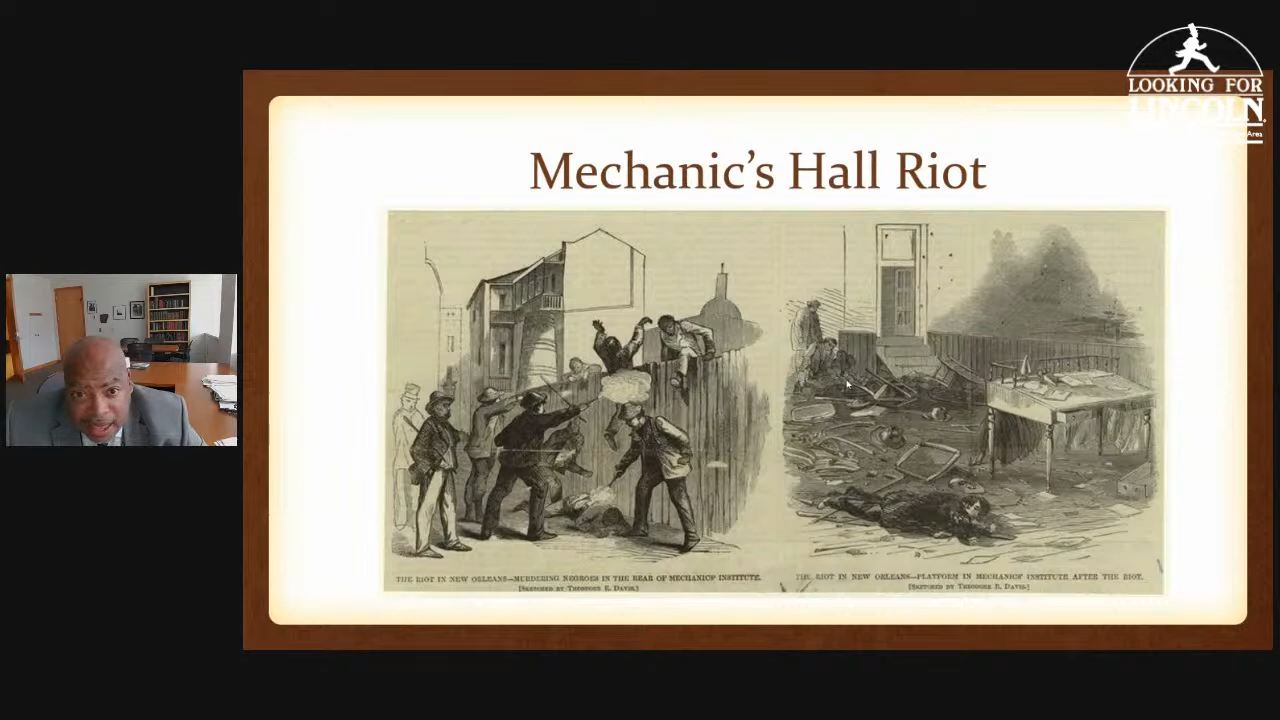 LOOKING FOR
LINCOLN
Area
Mechanic's Hall Riot
THE RIOT IN NEW ORLEANS—MURDERING NEGROES IN THE REAR OF MECHANICS' INSTITUTE.
[SKETCHED BY THEODORE R. DAVIS.]
THE RIOT IN NEW ORLEANS—PLATFORM IN MECHANICS' INSTITUTE AFTER THE RIOT.
[SKETCHED BY THEODORE R. DAVIS.]